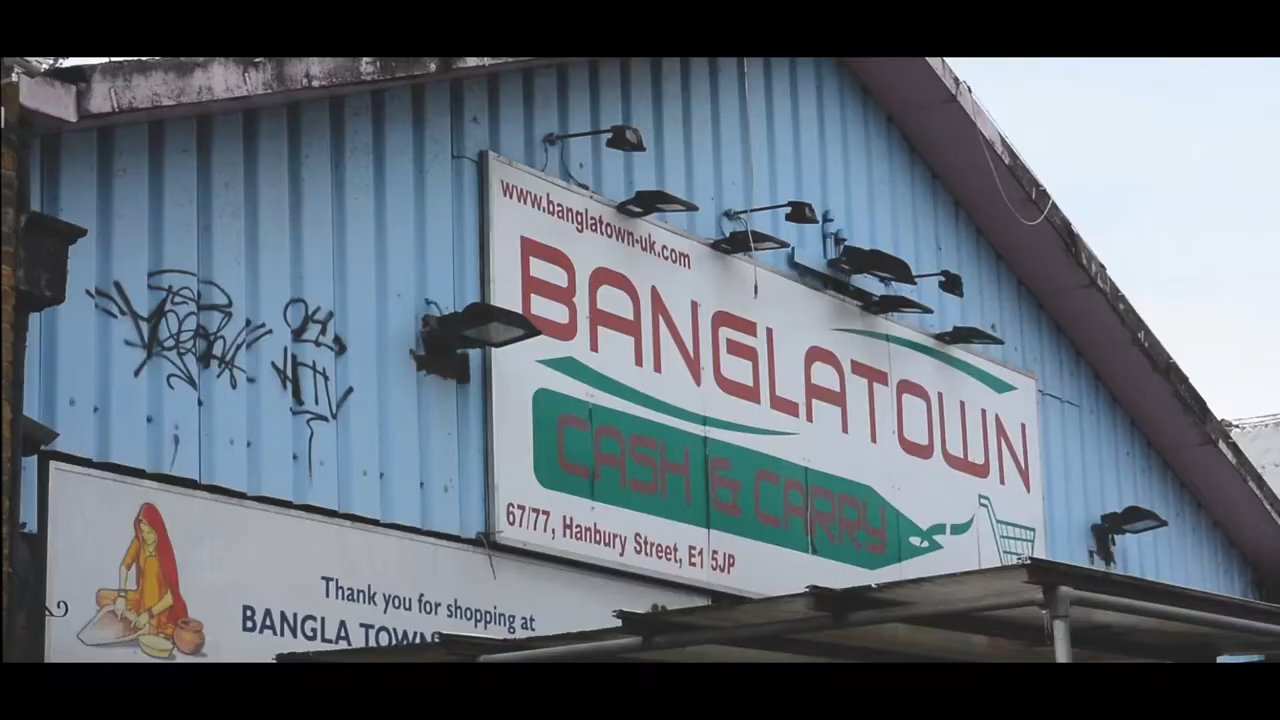 www.banglatown-uk.com
BANGLATOWN
CASH & CARRY
67/77, Hanbury Street, E1 5JP
Thank you for shopping at
BANGLA TOWN